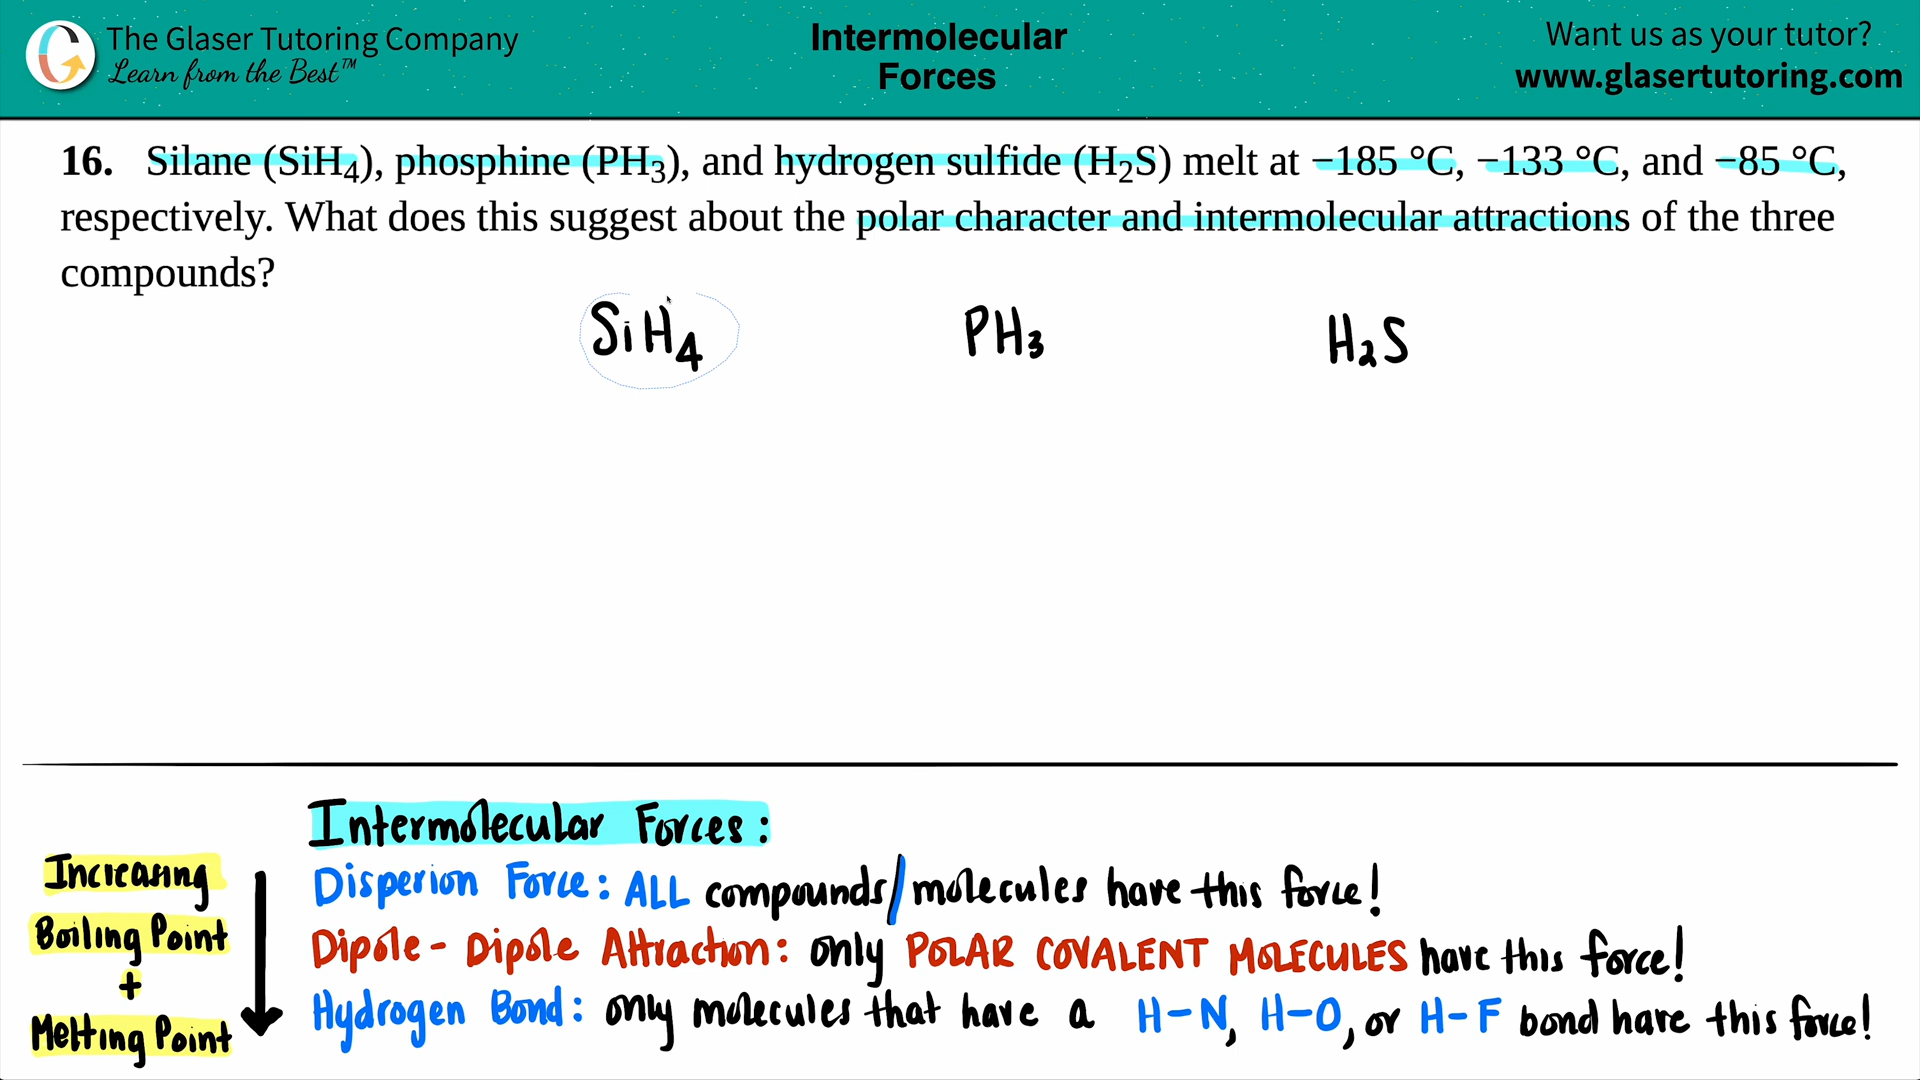 The Glaser Tutoring Company
Learn from the Best™
Intermolecular
Forces
Want us as your tutor?
www.glasertutoring.com
16. Silane (SiH₄), phosphine (PH₃), and hydrogen sulfide (H₂S) melt at −185 °C, −133 °C, and −85 °C,
respectively. What does this suggest about the polar character and intermolecular attractions of the three
compounds?
SiH₄ PH₃ H₂S
Intermolecular Forces:
Increasing
Boiling Point
+
Melting Point
Disperion Force: ALL compounds/molecules have this force!
Dipole-Dipole Attraction: only POLAR COVALENT MOLECULES have this force!
Hydrogen Bond: only molecules that have a H-N, H-O, or H-F bond have this force!